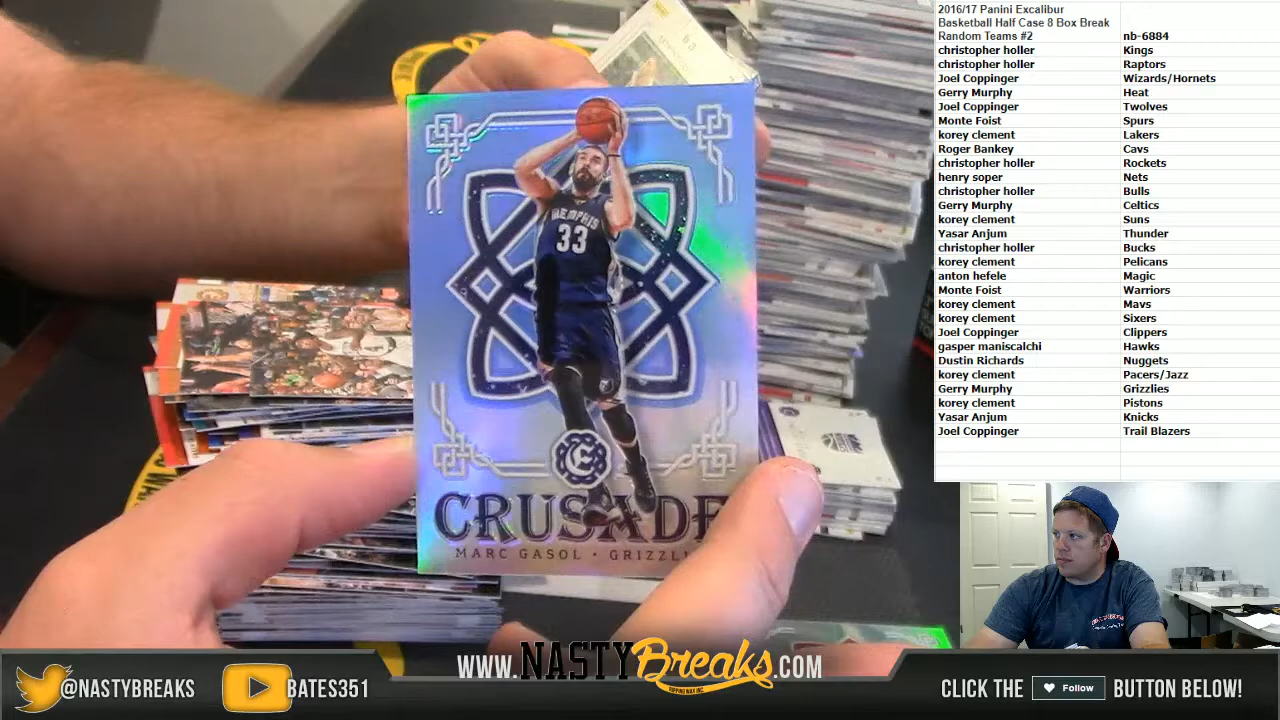 2016/17 Panini Excalibur
Basketball Half Case 8 Box Break
Random Teams #2 nb-6884
christopher holler Kings
christopher holler Raptors
Joel Coppinger Wizards/Hornets
Gerry Murphy Heat
Joel Coppinger Twolves
Monte Foist Spurs
korey clement Lakers
Roger Bankey Cavs
christopher holler Rockets
henry soper Nets
christopher holler Bulls
Gerry Murphy Celtics
korey clement Suns
Yasar Anjum Thunder
christopher holler Bucks
korey clement Pelicans
anton hefele Magic
Monte Foist Warriors
korey clement Mavs
korey clement Sixers
Joel Coppinger Clippers
gasper maniscalchi Hawks
Dustin Richards Nuggets
korey clement Pacers/Jazz
Gerry Murphy Grizzlies
korey clement Pistons
Yasar Anjum Knicks
Joel Coppinger Trail Blazers
MEMPHIS
33
E
CRUSADE
MARC GASOL • GRIZZLI
@NASTYBREAKS
BATES351
WWW.NASTYBreaks.COM
CLICK THE Follow BUTTON BELOW!